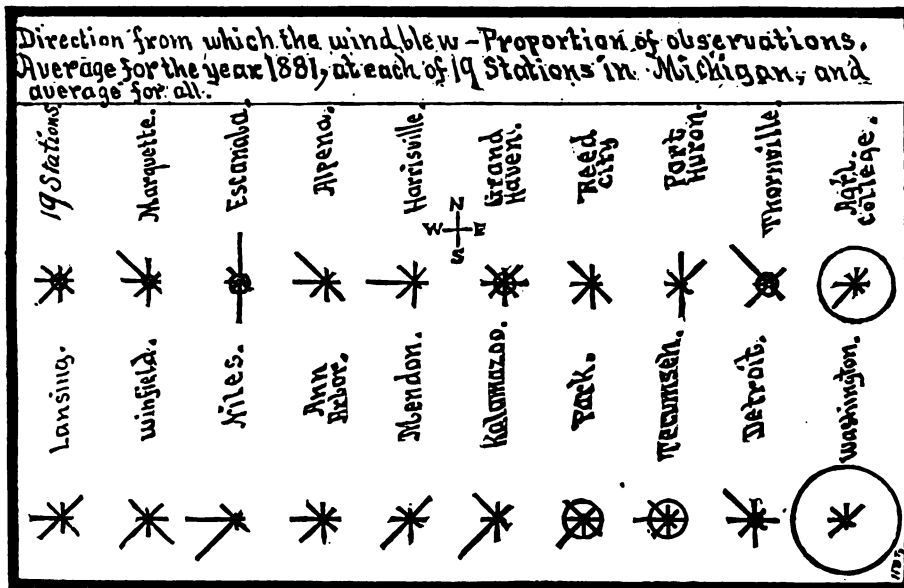 Direction from which the wind blew - Proportion of observations.
Average for the year 1881, at each of 19 Stations in Michigan, and
average for all.
19 Stations.
Marquette.
Escanaba.
Alpena.
Harrisville.
Grand
Haven.
Reed
City
Port
Huron.
Thornville.
Agrl.
College.
N
W E
S
Lansing.
Winfield.
Niles.
Ann
Arbor.
Mendon.
Kalamazoo.
Park.
Tecumseh.
Detroit.
Washington.